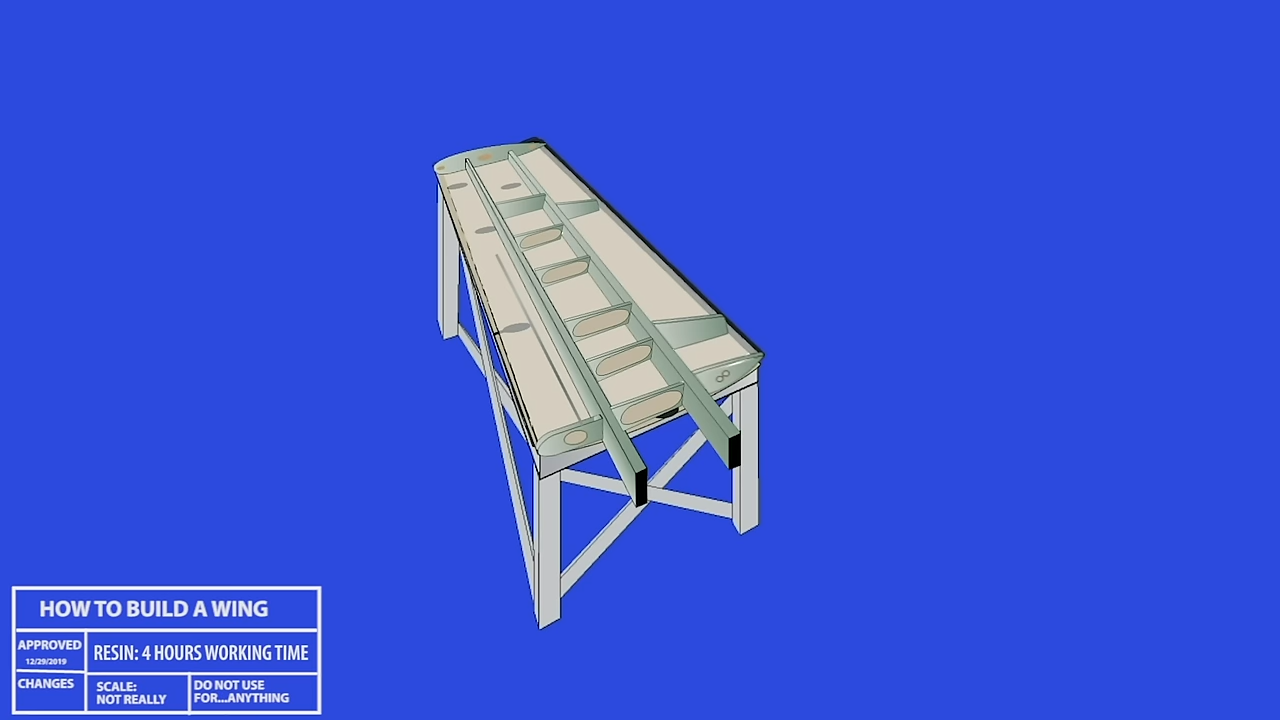 HOW TO BUILD A WING
APPROVED
12/29/2019
RESIN: 4 HOURS WORKING TIME
CHANGES
SCALE:
NOT REALLY
DO NOT USE
FOR...ANYTHING